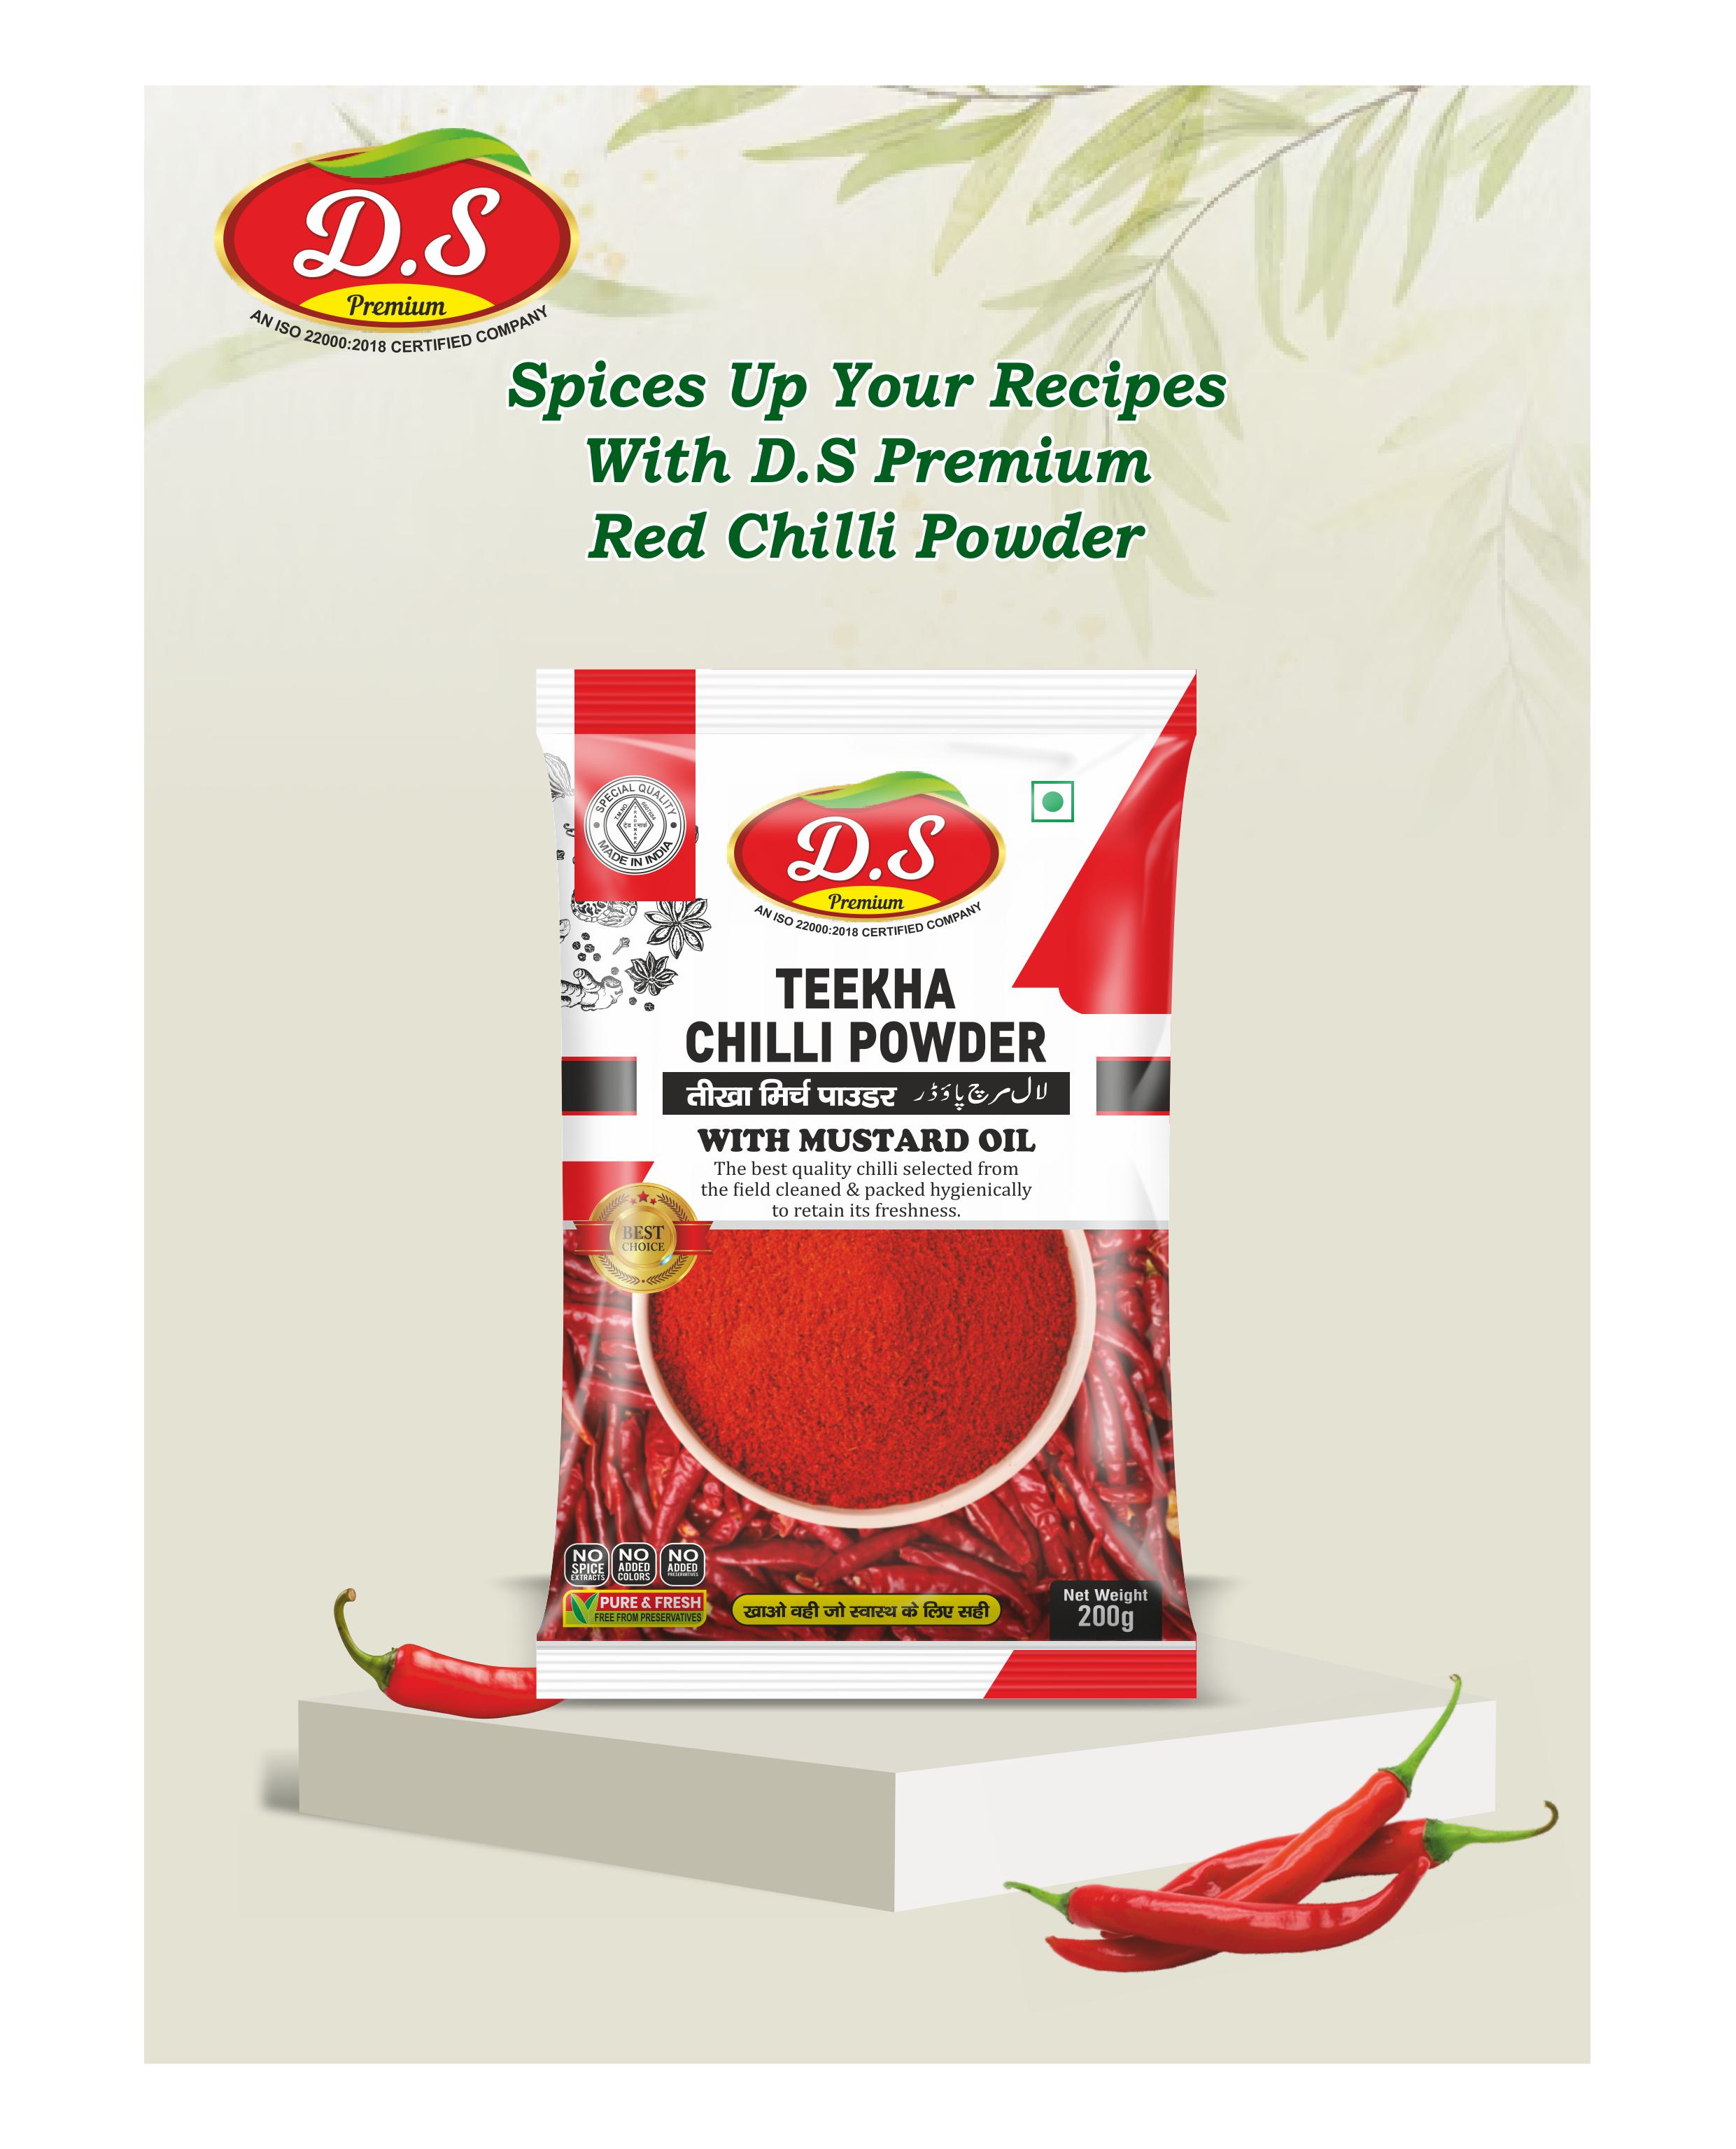 D.S
Premium
AN ISO 22000:2018 CERTIFIED COMPANY
Spices Up Your Recipes
With D.S Premium
Red Chilli Powder
SPECIAL QUALITY
MADE IN INDIA
D.S
Premium
AN ISO 22000:2018 CERTIFIED COMPANY
TEEKHA
CHILLI POWDER
तीखा मिर्च पाउडर لال مرچ پاؤڈر
WITH MUSTARD OIL
The best quality chilli selected from
the field cleaned & packed hygienically
to retain its freshness.
BEST
CHOICE
NO SPICE EXTRACTS
NO ADDED COLORS
NO ADDED PRESERVATIVES
PURE & FRESH
FREE FROM PRESERVATIVES
खाओ वही जो स्वास्थ के लिए सही
Net Weight
200g